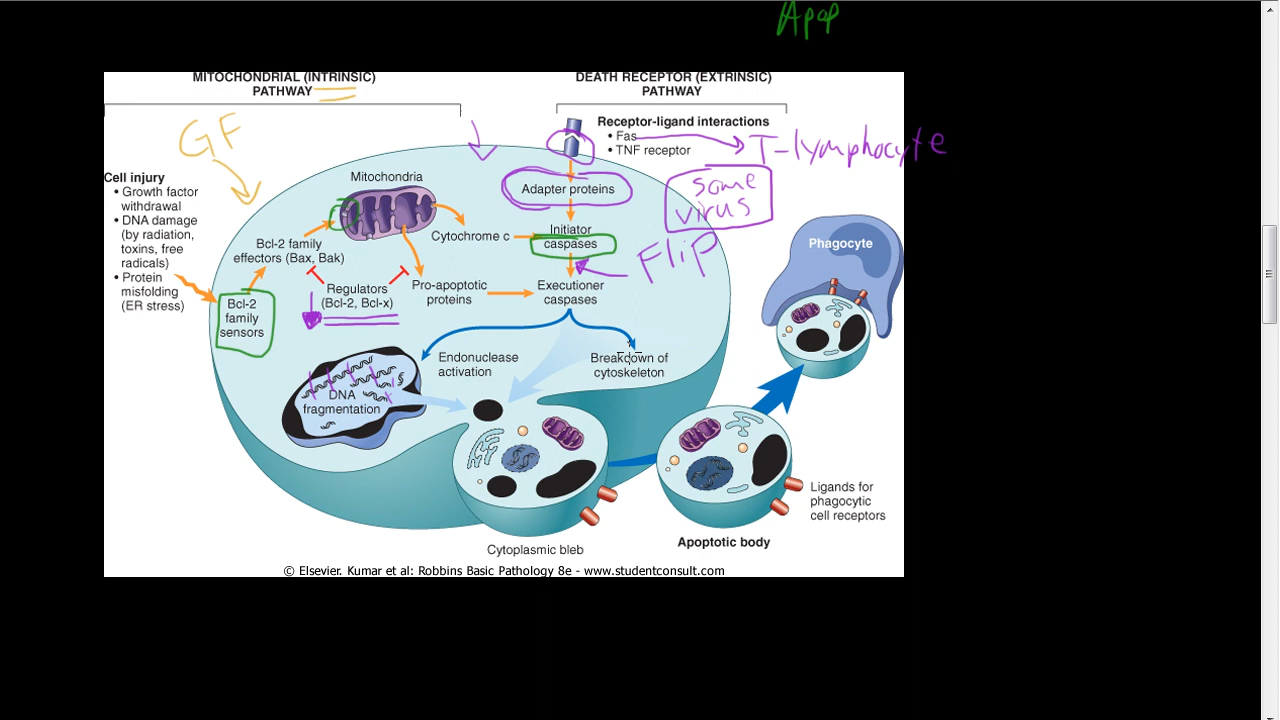 Apop
MITOCHONDRIAL (INTRINSIC)
PATHWAY
DEATH RECEPTOR (EXTRINSIC)
PATHWAY
GF
Receptor-ligand interactions
• Fas
• TNF receptor
T-lymphocyte
Cell injury
• Growth factor
withdrawal
• DNA damage
(by radiation,
toxins, free
radicals)
• Protein
misfolding
(ER stress)
Mitochondria
Adapter proteins
some
virus
Cytochrome c
Initiator
caspases
FLiP
Phagocyte
Bcl-2 family
effectors (Bax, Bak)
Regulators
(Bcl-2, Bcl-x)
Pro-apoptotic
proteins
Executioner
caspases
Bcl-2
family
sensors
Endonuclease
activation
Breakdown of
cytoskeleton
DNA
fragmentation
Ligands for
phagocytic
cell receptors
Cytoplasmic bleb
Apoptotic body
© Elsevier. Kumar et al: Robbins Basic Pathology 8e - www.studentconsult.com